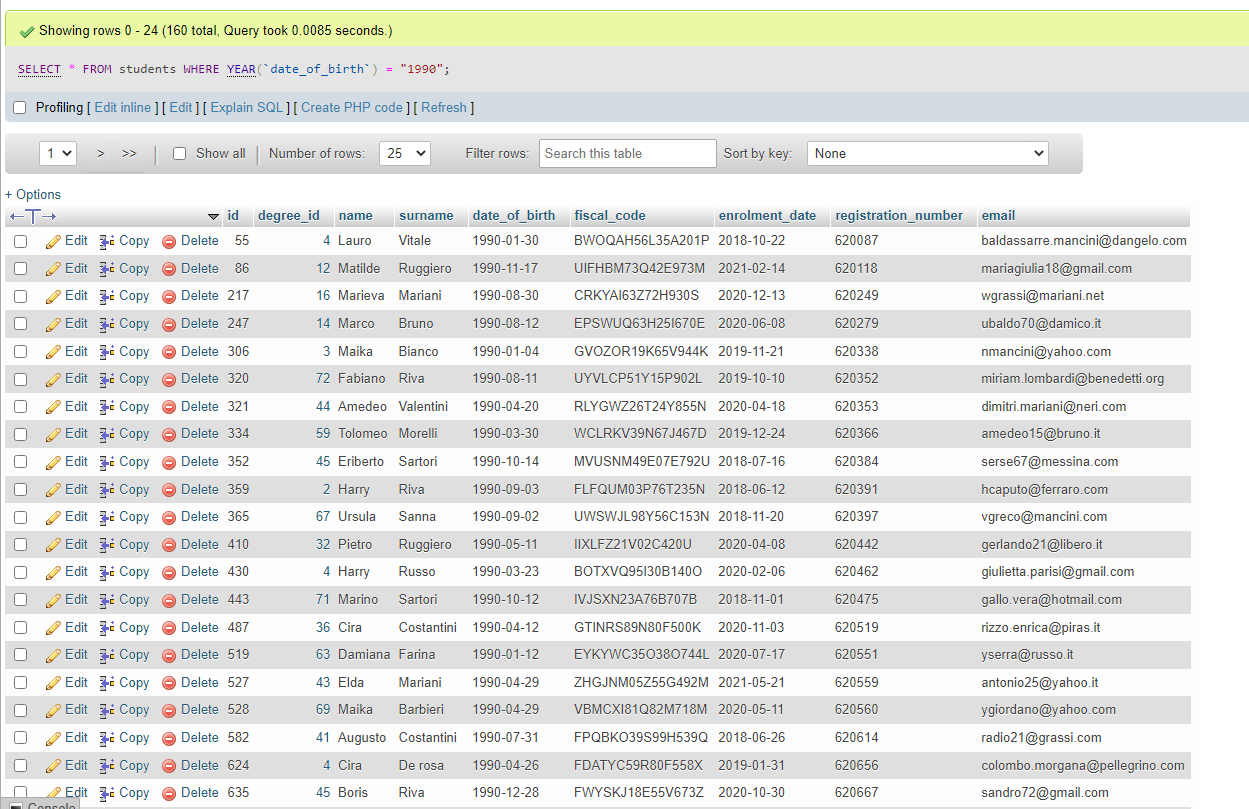 Showing rows 0 - 24 (160 total, Query took 0.0085 seconds.)
SELECT * FROM students WHERE YEAR(`date_of_birth`) = "1990";
Profiling [ Edit inline ] [ Edit ] [ Explain SQL ] [ Create PHP code ] [ Refresh ]
1 > >> | Show all | Number of rows: 25 Filter rows: Search this table Sort by key: None
+ Options
←T→ id degree_id name surname date_of_birth fiscal_code enrolment_date registration_number email
Edit Copy Delete 55 4 Lauro Vitale 1990-01-30 BWOQAH56L35A201P 2018-10-22 620087 baldassarre.mancini@dangelo.com
Edit Copy Delete 86 12 Matilde Ruggiero 1990-11-17 UIFHBM73Q42E973M 2021-02-14 620118 mariagiulia18@gmail.com
Edit Copy Delete 217 16 Marieva Mariani 1990-08-30 CRKYAI63Z72H930S 2020-12-13 620249 wgrassi@mariani.net
Edit Copy Delete 247 14 Marco Bruno 1990-08-12 EPSWUQ63H25I670E 2020-06-08 620279 ubaldo70@damico.it
Edit Copy Delete 306 3 Maika Bianco 1990-01-04 GVOZOR19K65V944K 2019-11-21 620338 nmancini@yahoo.com
Edit Copy Delete 320 72 Fabiano Riva 1990-08-11 UYVLCP51Y15P902L 2019-10-10 620352 miriam.lombardi@benedetti.org
Edit Copy Delete 321 44 Amedeo Valentini 1990-04-20 RLYGWZ26T24Y855N 2020-04-18 620353 dimitri.mariani@neri.com
Edit Copy Delete 334 59 Tolomeo Morelli 1990-03-30 WCLRKV39N67J467D 2019-12-24 620366 amedeo15@bruno.it
Edit Copy Delete 352 45 Eriberto Sartori 1990-10-14 MVUSNM49E07E792U 2018-07-16 620384 serse67@messina.com
Edit Copy Delete 359 2 Harry Riva 1990-09-03 FLFQUM03P76T235N 2018-06-12 620391 hcaputo@ferraro.com
Edit Copy Delete 365 67 Ursula Sanna 1990-09-02 UWSWJL98Y56C153N 2018-11-20 620397 vgreco@mancini.com
Edit Copy Delete 410 32 Pietro Ruggiero 1990-05-11 IIXLFZ21V02C420U 2020-04-08 620442 gerlando21@libero.it
Edit Copy Delete 430 4 Harry Russo 1990-03-23 BOTXVQ95I30B140O 2020-02-06 620462 giulietta.parisi@gmail.com
Edit Copy Delete 443 71 Marino Sartori 1990-10-12 IVJSXN23A76B707B 2018-11-01 620475 gallo.vera@hotmail.com
Edit Copy Delete 487 36 Cira Costantini 1990-04-12 GTINRS89N80F500K 2020-11-03 620519 rizzo.enrica@piras.it
Edit Copy Delete 519 63 Damiana Farina 1990-01-12 EYKYWC35O38O744L 2020-07-17 620551 yserra@russo.it
Edit Copy Delete 527 43 Elda Mariani 1990-04-29 ZHGJNM05Z55G492M 2021-05-21 620559 antonio25@yahoo.it
Edit Copy Delete 528 69 Maika Barbieri 1990-04-29 VBMCXI81Q82M718M 2020-05-11 620560 ygiordano@yahoo.com
Edit Copy Delete 582 41 Augusto Costantini 1990-07-31 FPQBKO39S99H539Q 2018-06-26 620614 radio21@grassi.com
Edit Copy Delete 624 4 Cira De rosa 1990-04-26 FDATYC59R80F558X 2019-01-31 620656 colombo.morgana@pellegrino.com
Edit Copy Delete 635 45 Boris Riva 1990-12-28 FWYSKJ18E55V673Z 2020-10-30 620667 sandro72@gmail.com
Console